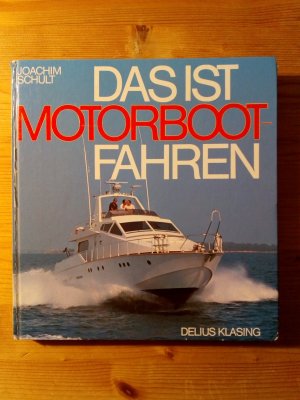 JOACHIM
SCHULT
DAS IST
MOTORBOOT-
FAHREN
DELIUS KLASING